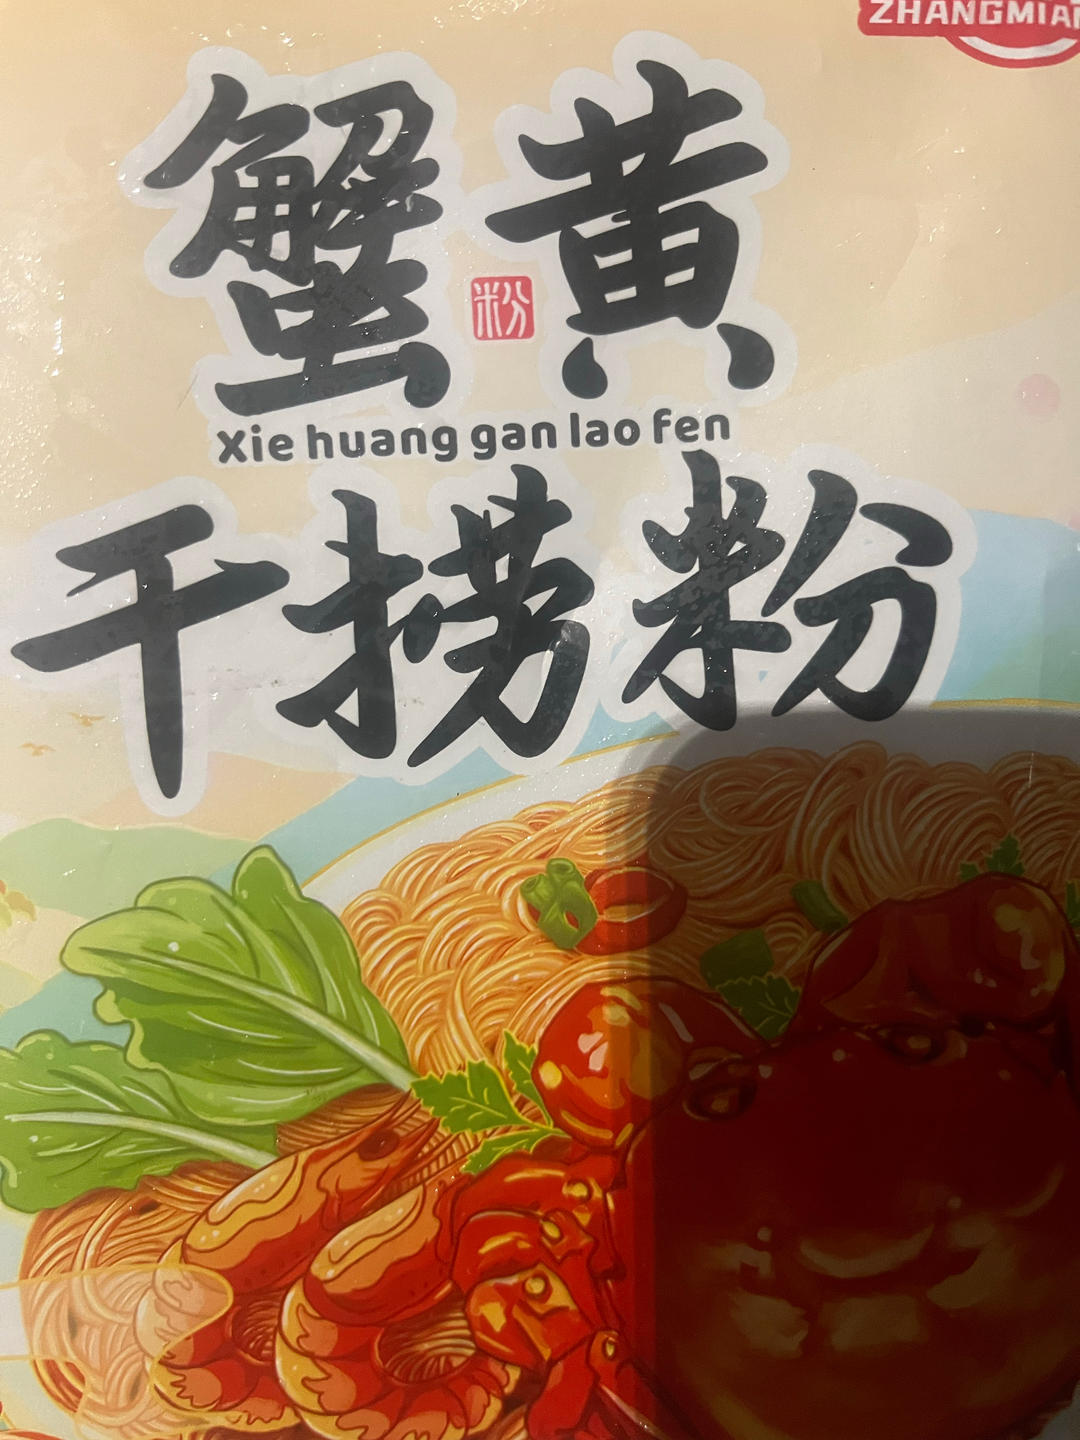 ZHANGMIAN
蟹黄
粉
Xie huang gan lao fen
干捞粉